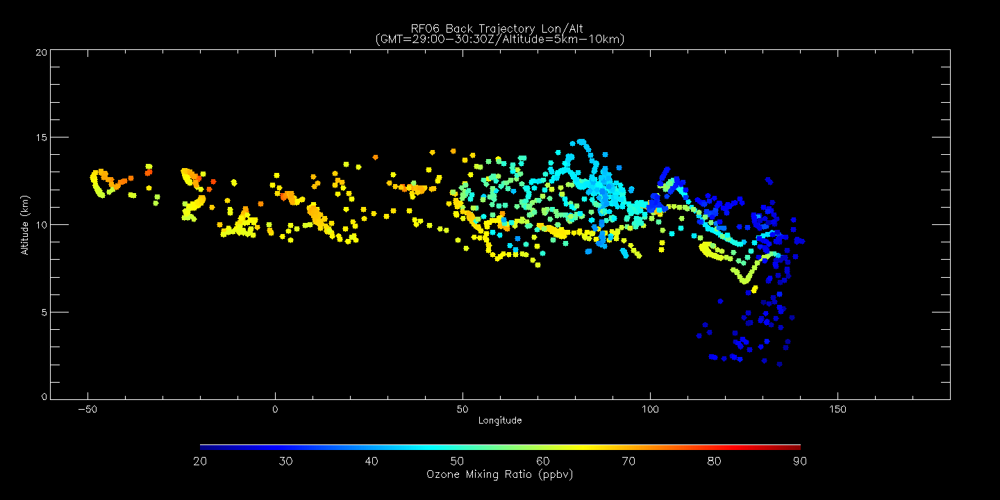 RF06 Back Trajectory Lon/Alt
(GMT=29:00-30:30Z/Altitude=5km-10km)
20
15
10
5
0
Altitude (km)
-50 0 50 100 150
Longitude
20 30 40 50 60 70 80 90
Ozone Mixing Ratio (ppbv)